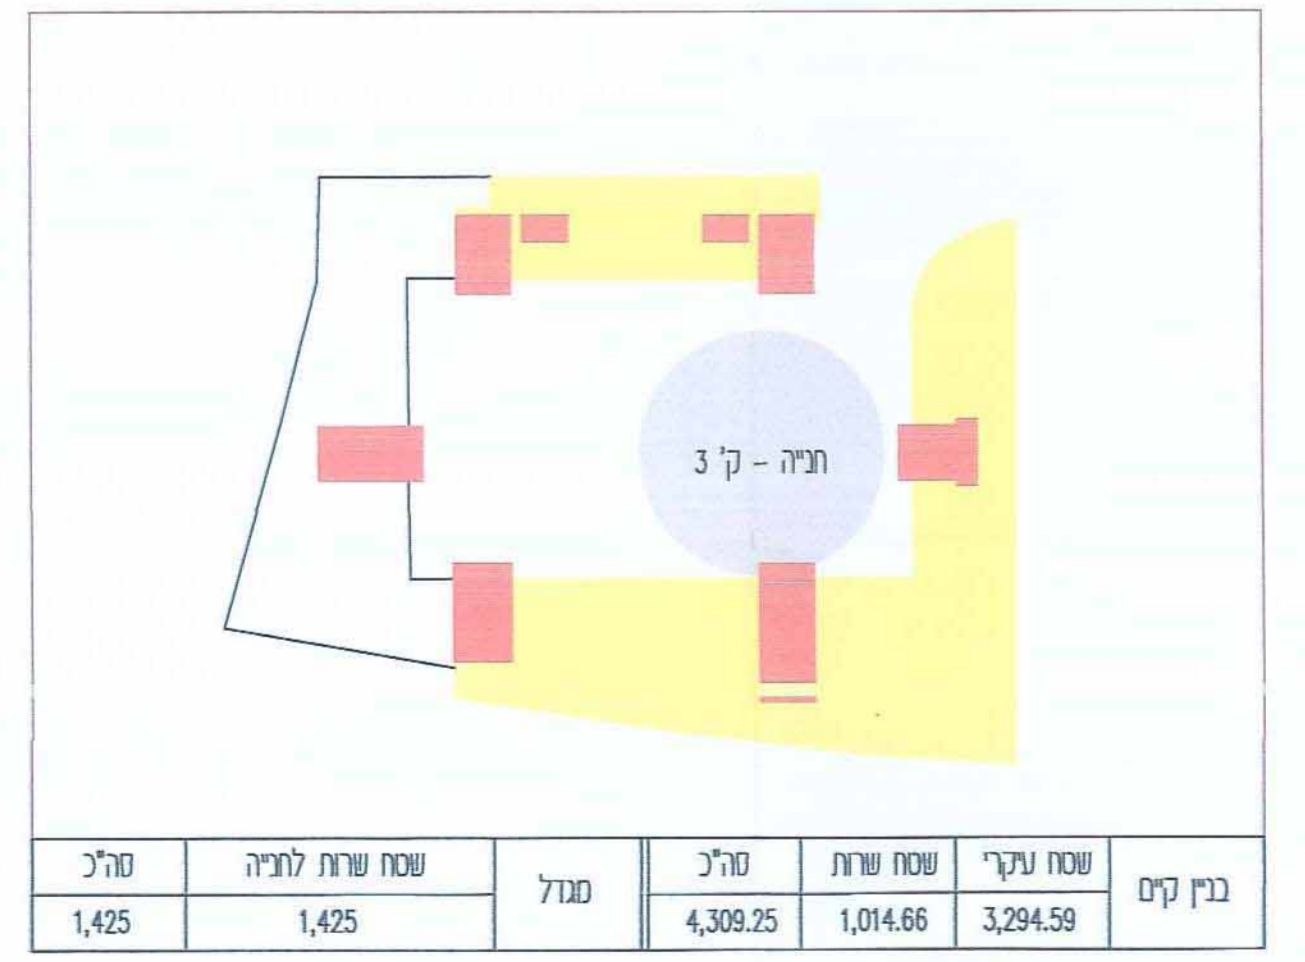 חנייה - ק' 3
בניין קיים שטח עיקרי שטח שרות סה"כ מגדל שטח שרות לחנייה סה"כ
3,294.59 1,014.66 4,309.25 1,425 1,425